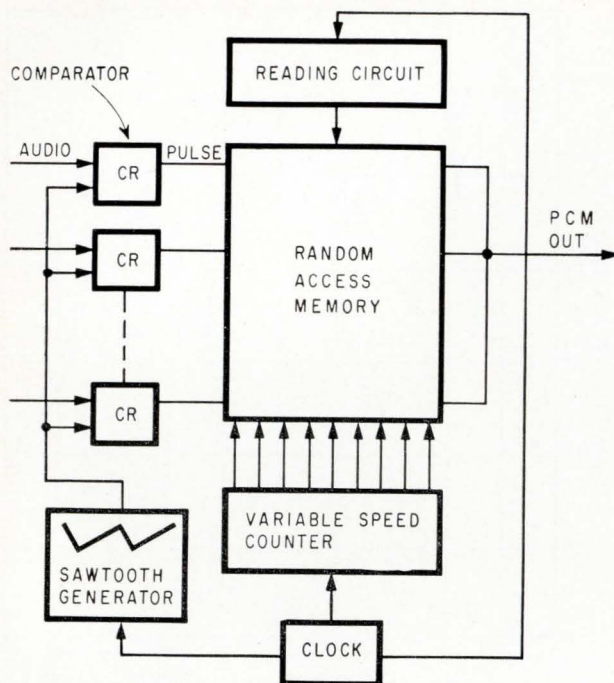 READING CIRCUIT
COMPARATOR
AUDIO
CR
PULSE
CR
RANDOM
ACCESS
MEMORY
PCM
OUT
CR
VARIABLE SPEED
COUNTER
SAWTOOTH
GENERATOR
CLOCK